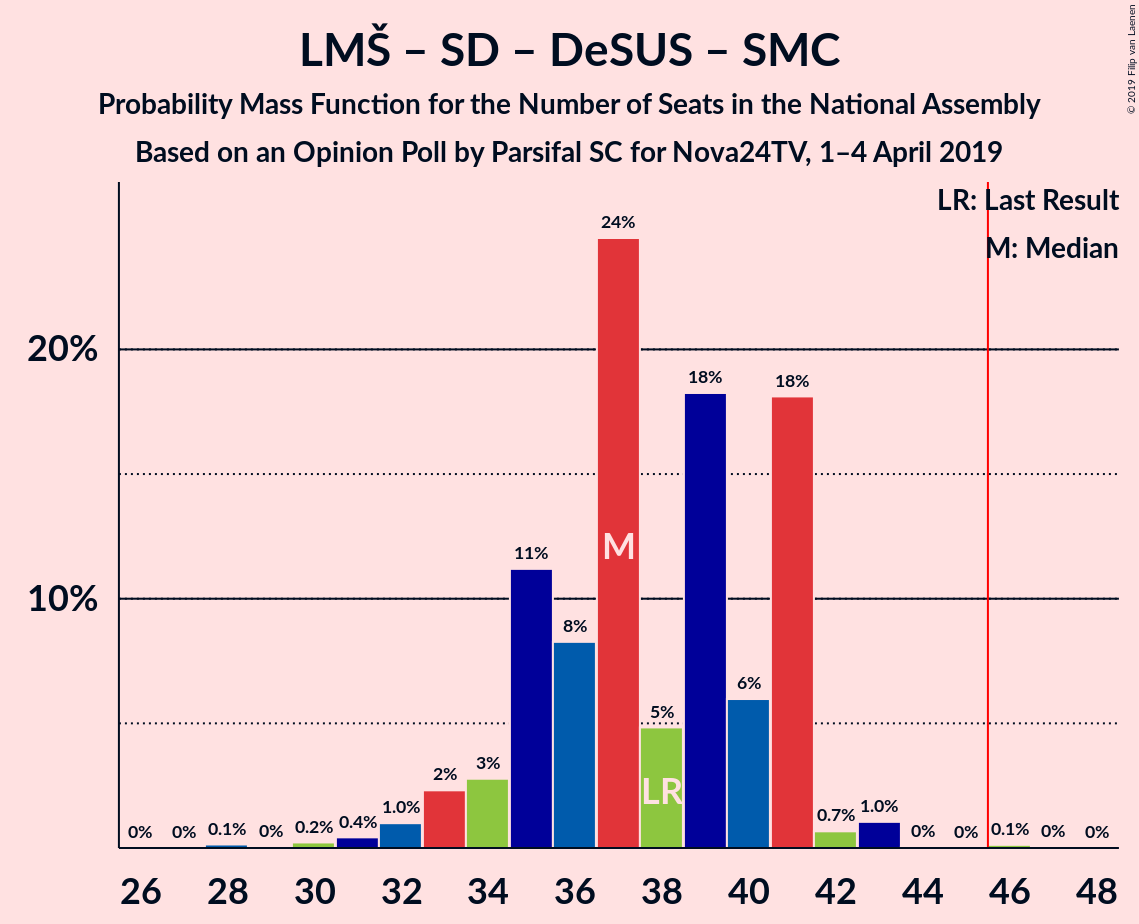 LMŠ – SD – DeSUS – SMC
Probability Mass Function for the Number of Seats in the National Assembly
Based on an Opinion Poll by Parsifal SC for Nova24TV, 1–4 April 2019
© 2019 Filip van Laenen
LR: Last Result
M: Median
20%
10%
0% 0% 0.1% 0% 0.2% 0.4% 1.0% 2% 3% 11% 8% 24% 5% 18% 6% 18% 0.7% 1.0% 0% 0% 0.1% 0% 0%
M
LR
26 28 30 32 34 36 38 40 42 44 46 48